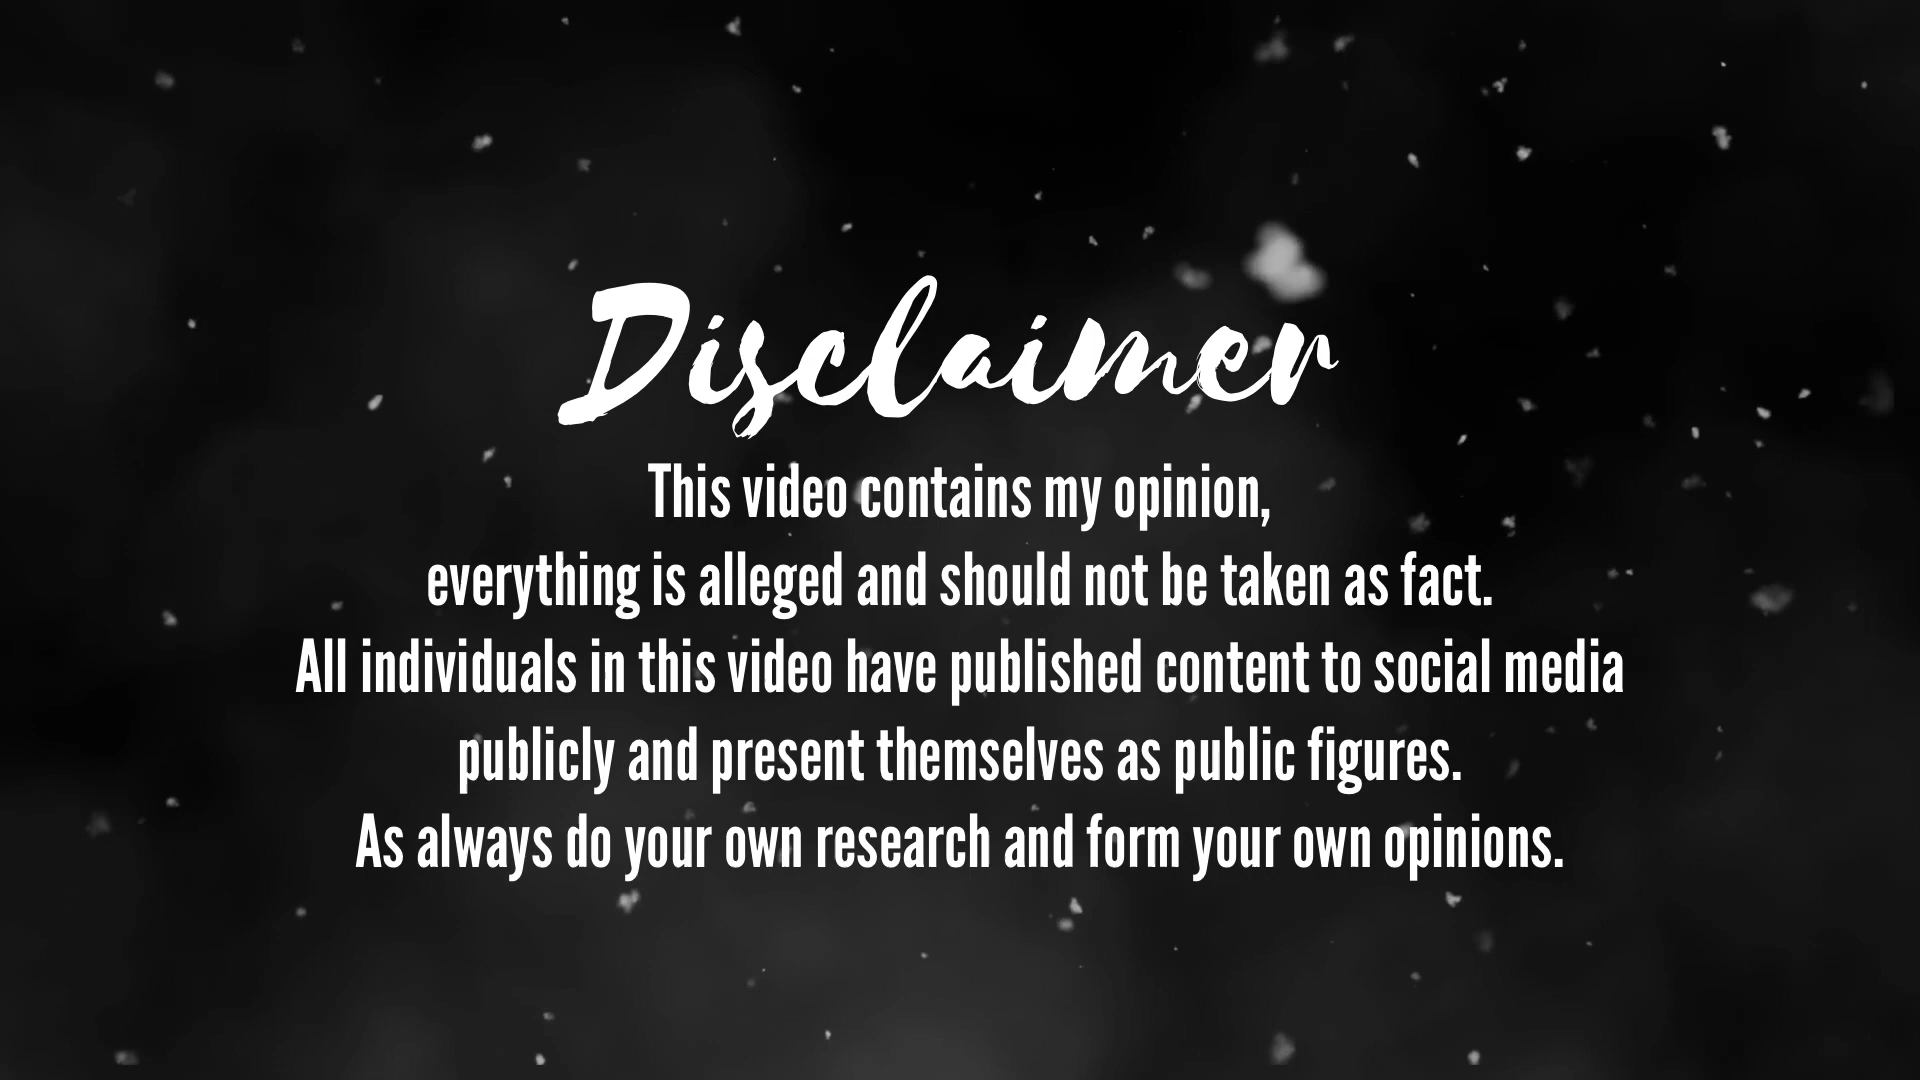 Disclaimer
This video contains my opinion,
everything is alleged and should not be taken as fact.
All individuals in this video have published content to social media
publicly and present themselves as public figures.
As always do your own research and form your own opinions.